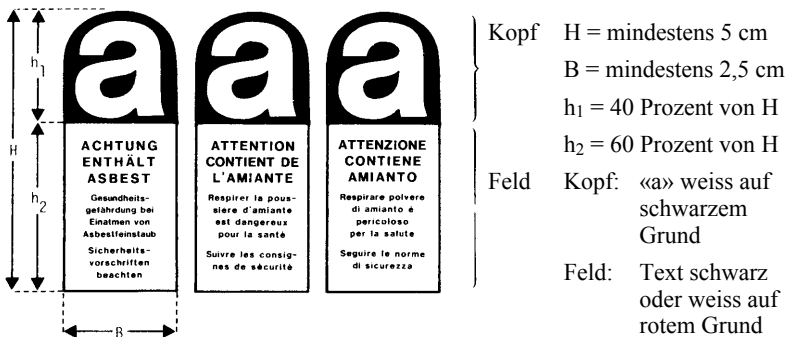 H
h1
h2
B
a
ACHTUNG
ENTHÄLT
ASBEST
Gesundheits-
gefährdung bei
Einatmen von
Asbestfeinstaub
Sicherheits-
vorschriften
beachten
a
ATTENTION
CONTIENT DE
L'AMIANTE
Respirer la pous-
sière d'amiante
est dangereux
pour la santé
Suivre les consig-
nes de sécurité
a
ATTENZIONE
CONTIENE
AMIANTO
Respirare polvere
di amianto è
pericoloso
per la salute
Seguire le norme
di sicurezza
Kopf
Feld
H = mindestens 5 cm
B = mindestens 2,5 cm
h1 = 40 Prozent von H
h2 = 60 Prozent von H
Kopf: «a» weiss auf
schwarzem
Grund
Feld: Text schwarz
oder weiss auf
rotem Grund